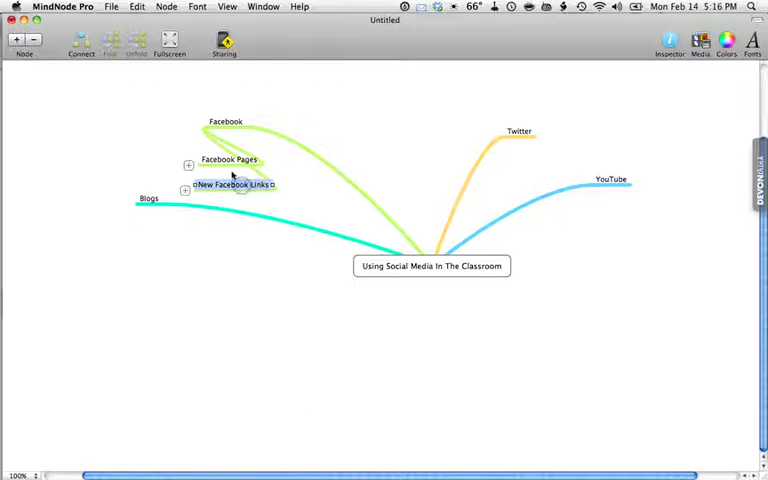 MindNode Pro File Edit Node Font View Window Help 66° Mon Feb 14 5:16 PM
Untitled
Node Connect Fold Unfold Fullscreen Sharing Inspector Media Colors Fonts
Facebook
Twitter
Facebook Pages
YouTube
New Facebook Links
Blogs
DEVONthink
Using Social Media In The Classroom
100%